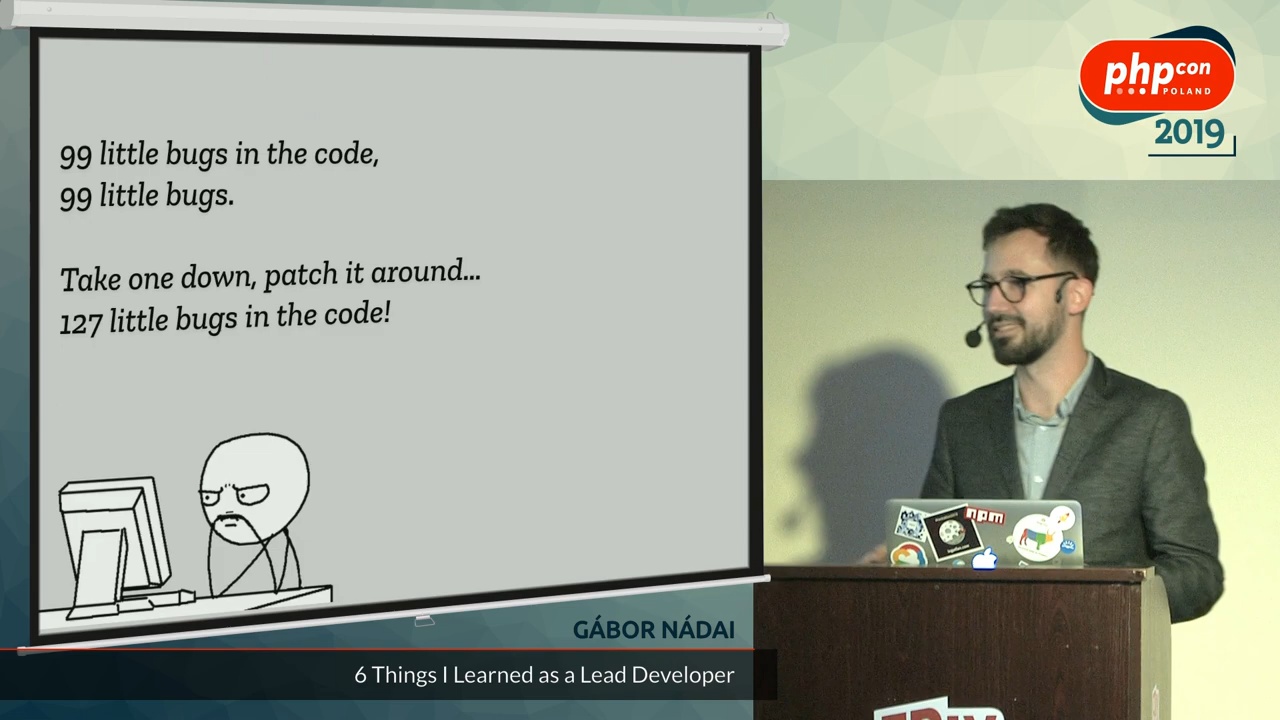 99 little bugs in the code,
99 little bugs.
Take one down, patch it around...
127 little bugs in the code!
php con
POLAND
2019
npm
GÁBOR NÁDAI
6 Things I Learned as a Lead Developer